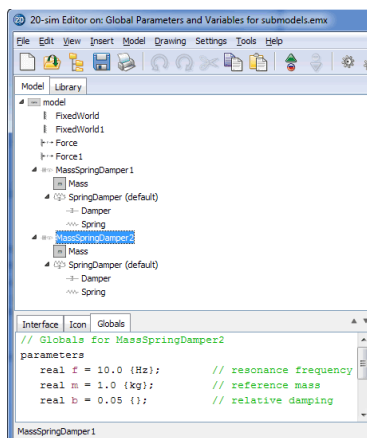 20-sim Editor on: Global Parameters and Variables for submodels.emx
File Edit View Insert Model Drawing Settings Tools Help
Model Library
model
FixedWorld
FixedWorld1
Force
Force1
MassSpringDamper1
Mass
SpringDamper (default)
Damper
Spring
MassSpringDamper2
Mass
SpringDamper (default)
Damper
Spring
Interface Icon Globals
// Globals for MassSpringDamper2
parameters
real f = 10.0 {Hz}; // resonance frequency
real m = 1.0 {kg}; // reference mass
real b = 0.05 {}; // relative damping
MassSpringDamper1